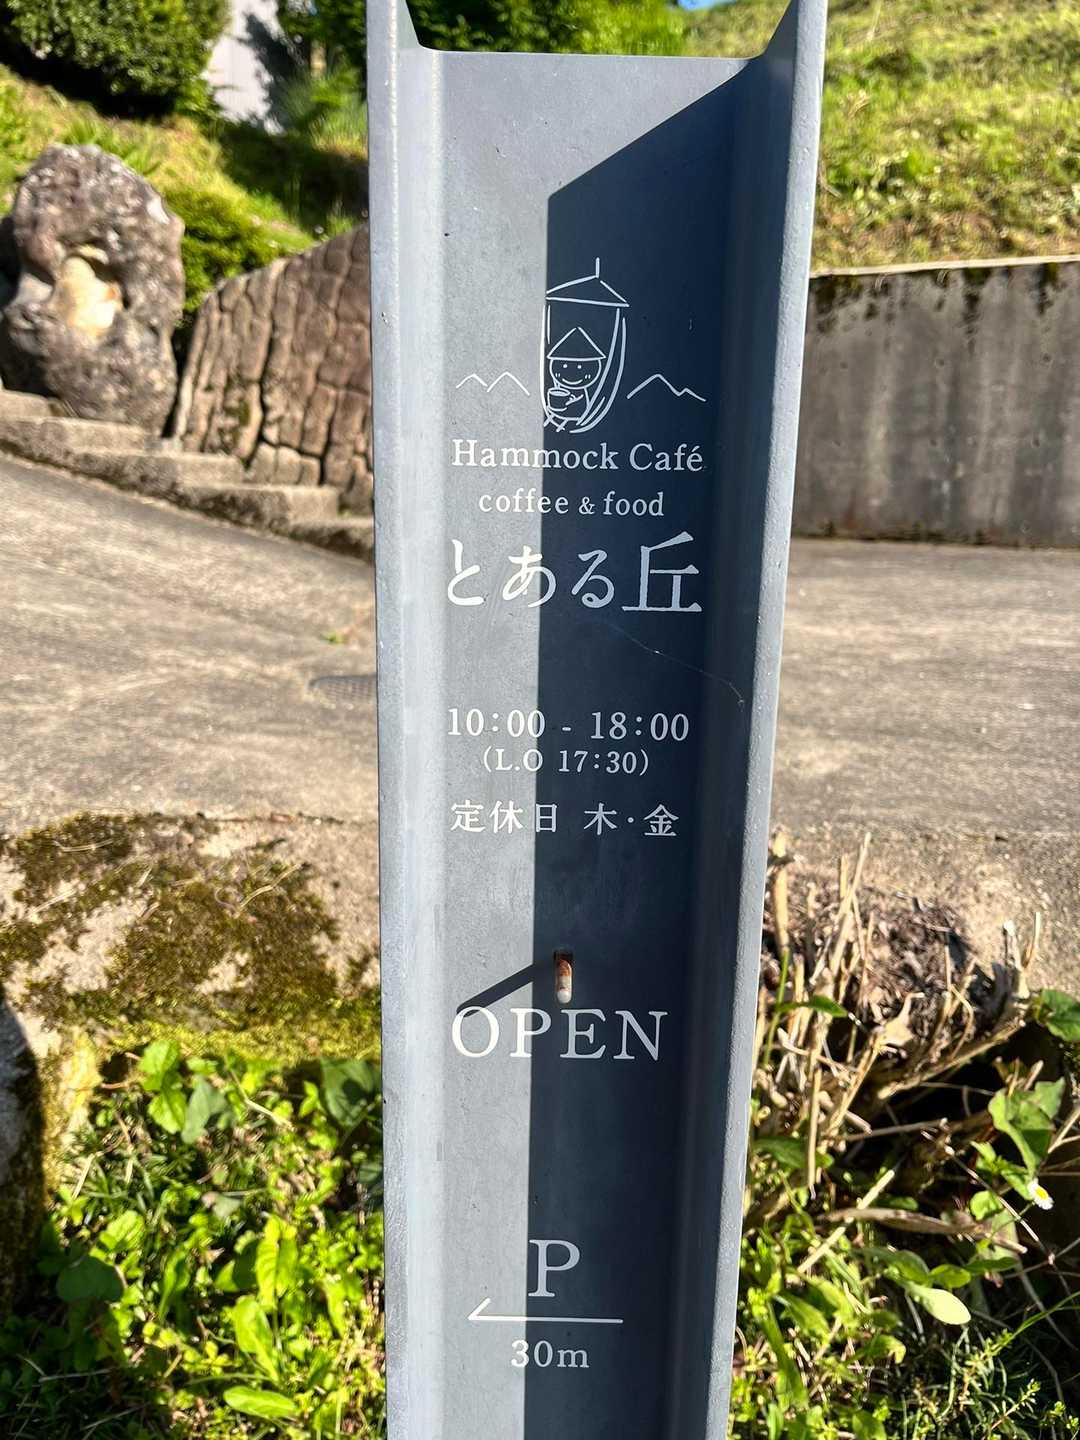 Hammock Café
coffee & food
とある丘
10:00 - 18:00
(L.O 17:30)
定休日 木・金
OPEN
P
30m